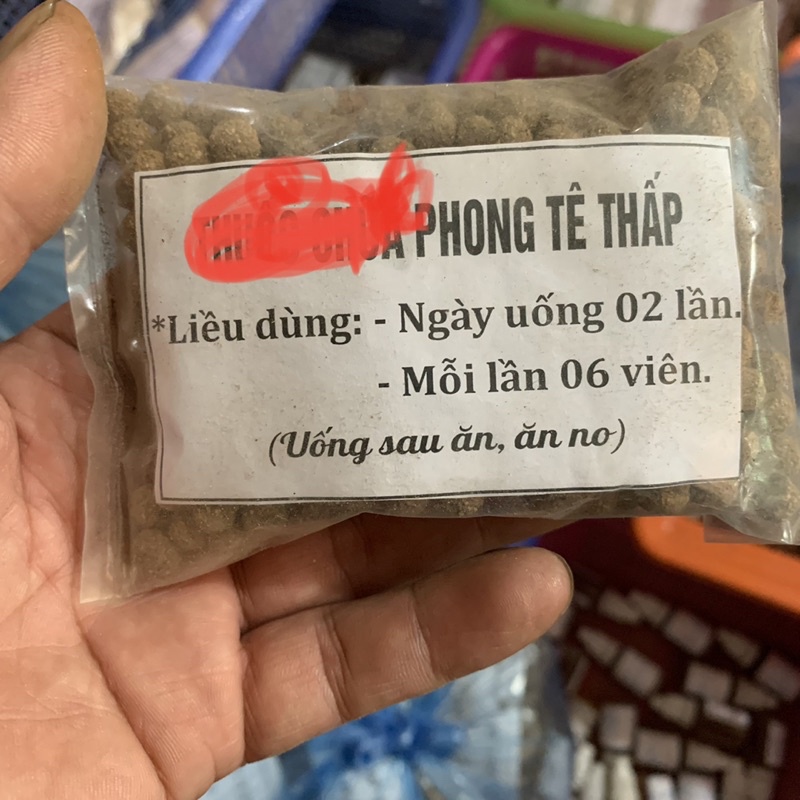 PHONG TÊ THẤP
*Liều dùng: - Ngày uống 02 lần.
- Mỗi lần 06 viên.
(Uống sau ăn, ăn no)